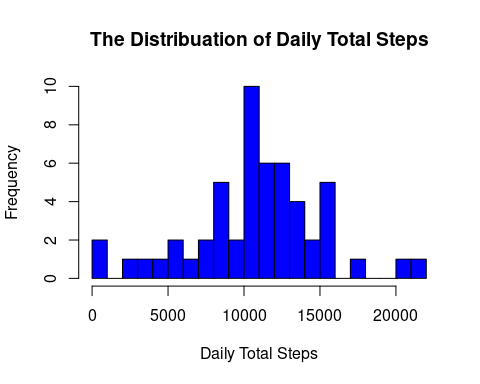 The Distribuation of Daily Total Steps
Frequency
10
8
6
4
2
0
0 5000 10000 15000 20000
Daily Total Steps